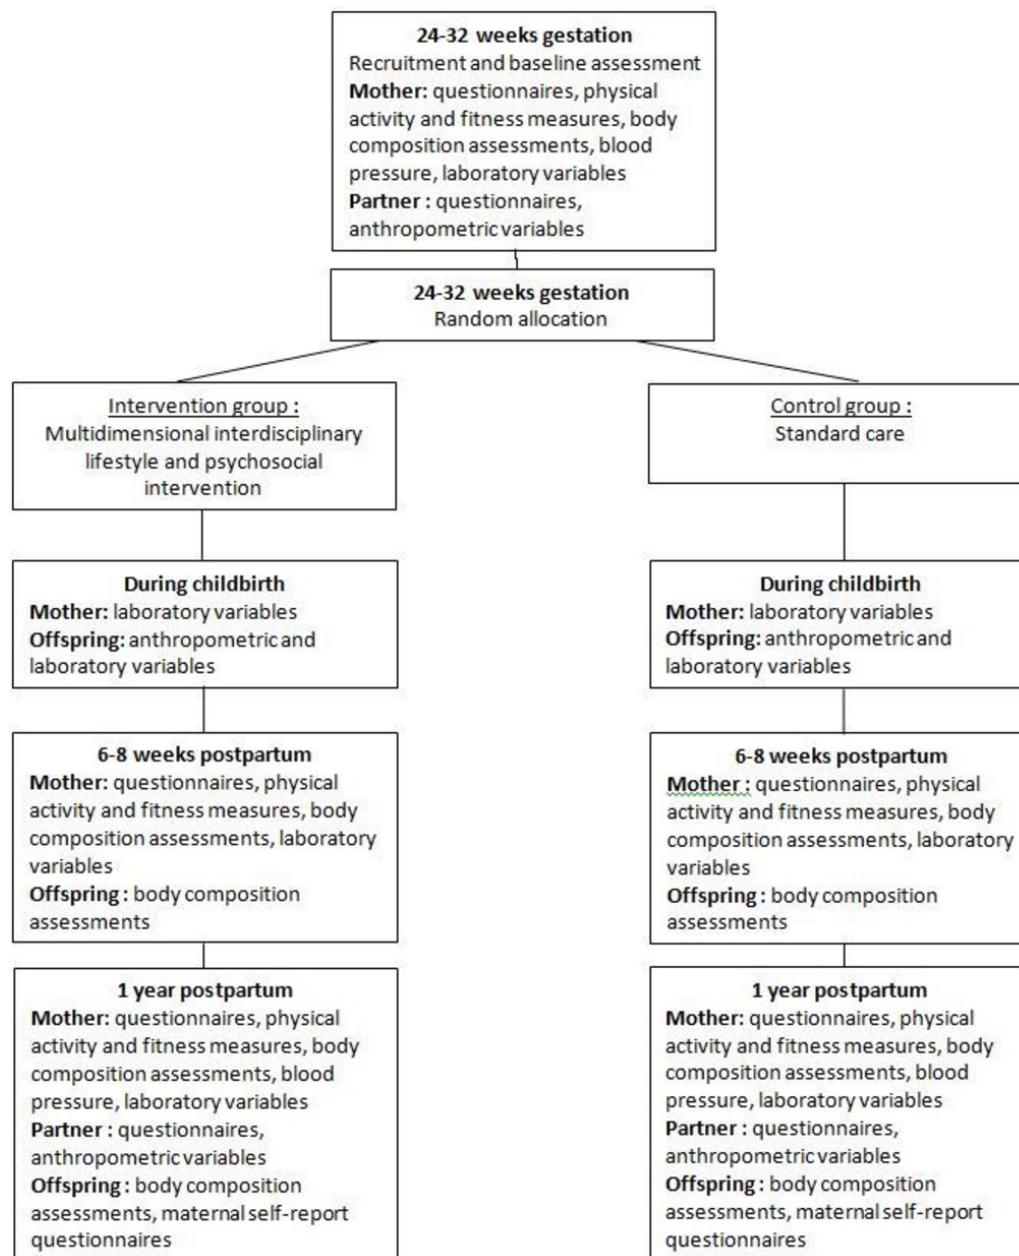 24-32 weeks gestation
Recruitment and baseline assessment
Mother: questionnaires, physical
activity and fitness measures, body
composition assessments, blood
pressure, laboratory variables
Partner : questionnaires,
anthropometric variables
24-32 weeks gestation
Random allocation
Intervention group :
Multidimensional interdisciplinary
lifestyle and psychosocial
intervention
Control group :
Standard care
During childbirth
Mother: laboratory variables
Offspring: anthropometric and
laboratory variables
During childbirth
Mother: laboratory variables
Offspring: anthropometric and
laboratory variables
6-8 weeks postpartum
Mother: questionnaires, physical
activity and fitness measures, body
composition assessments, laboratory
variables
Offspring : body composition
assessments
6-8 weeks postpartum
Mother : questionnaires, physical
activity and fitness measures, body
composition assessments, laboratory
variables
Offspring : body composition
assessments
1 year postpartum
Mother: questionnaires, physical
activity and fitness measures, body
composition assessments, blood
pressure, laboratory variables
Partner : questionnaires,
anthropometric variables
Offspring : body composition
assessments, maternal self-report
questionnaires
1 year postpartum
Mother: questionnaires, physical
activity and fitness measures, body
composition assessments, blood
pressure, laboratory variables
Partner : questionnaires,
anthropometric variables
Offspring : body composition
assessments, maternal self-report
questionnaires